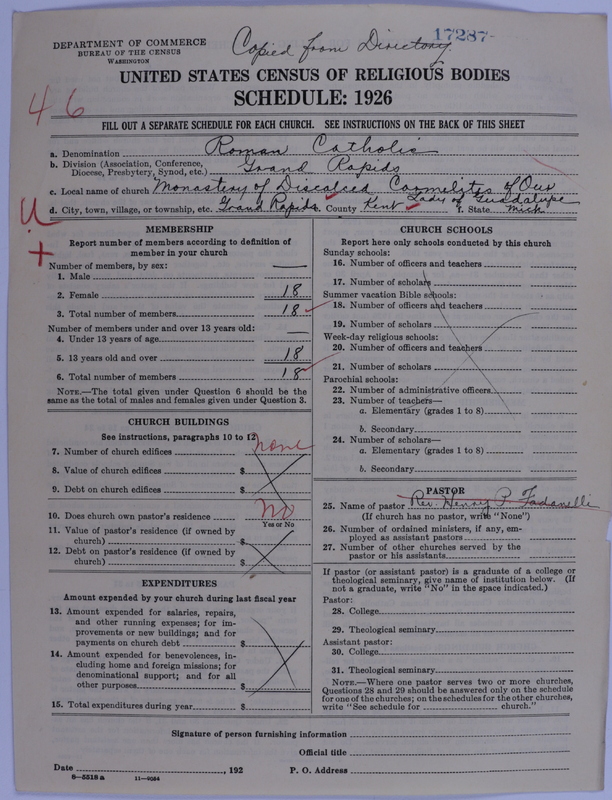 17287-
DEPARTMENT OF COMMERCE
BUREAU OF THE CENSUS
WASHINGTON
Copied from Directory.
UNITED STATES CENSUS OF RELIGIOUS BODIES
SCHEDULE: 1926
46
FILL OUT A SEPARATE SCHEDULE FOR EACH CHURCH. SEE INSTRUCTIONS ON THE BACK OF THIS SHEET
a. Denomination Roman Catholic
b. Division (Association, Conference, Diocese, Presbytery, Synod, etc.) Grand Rapids
c. Local name of church Monastery of Discalced Carmelites of Our Lady of Guadalupe
d. City, town, village, or township, etc. Grand Rapids e. County Kent f. State Mich
U
+
MEMBERSHIP
Report number of members according to definition of
member in your church
Number of members, by sex:
1. Male
2. Female 18
3. Total number of members 18
Number of members under and over 13 years old:
4. Under 13 years of age
5. 13 years old and over 18
6. Total number of members 18
NOTE.—The total given under Question 6 should be
same as the total of males and females given under Question 3.
CHURCH BUILDINGS
See instructions, paragraphs 10 to 12
7. Number of church edifices none
8. Value of church edifices $
9. Debt on church edifices $
10. Does church own pastor's residence No
Yes or No
11. Value of pastor's residence (if owned by
church) $
12. Debt on pastor's residence (if owned by
church) $
EXPENDITURES
Amount expended by your church during last fiscal year
13. Amount expended for salaries, repairs,
and other running expenses; for im-
provements or new buildings; and for
payments on church debt $
14. Amount expended for benevolences, in-
cluding home and foreign missions; for
denominational support; and for all
other purposes $
15. Total expenditures during year $
CHURCH SCHOOLS
Report here only schools conducted by this church
Sunday schools:
16. Number of officers and teachers
17. Number of scholars
Summer vacation Bible schools:
18. Number of officers and teachers
19. Number of scholars
Week-day religious schools:
20. Number of officers and teachers
21. Number of scholars
Parochial schools:
22. Number of administrative officers
23. Number of teachers—
a. Elementary (grades 1 to 8)
b. Secondary
24. Number of scholars—
a. Elementary (grades 1 to 8)
b. Secondary
PASTOR
25. Name of pastor Rev. Henry P. Fadanelli
(If church has no pastor, write "None")
26. Number of ordained ministers, if any, em-
ployed as assistant pastors
27. Number of other churches served by the
pastor or his assistants
If pastor (or assistant pastor) is a graduate of a college or
theological seminary, give name of institution below. (If
not a graduate, write "No" in the space indicated.)
Pastor:
28. College
29. Theological seminary
Assistant pastor:
30. College
31. Theological seminary
NOTE.—Where one pastor serves two or more churches,
Questions 28 and 29 should be answered only on the schedule
for one of the churches; on the schedules for the other churches,
write "See schedule for church."
Signature of person furnishing information
Official title
Date , 192 P. O. Address
8—5518 a 11—9064